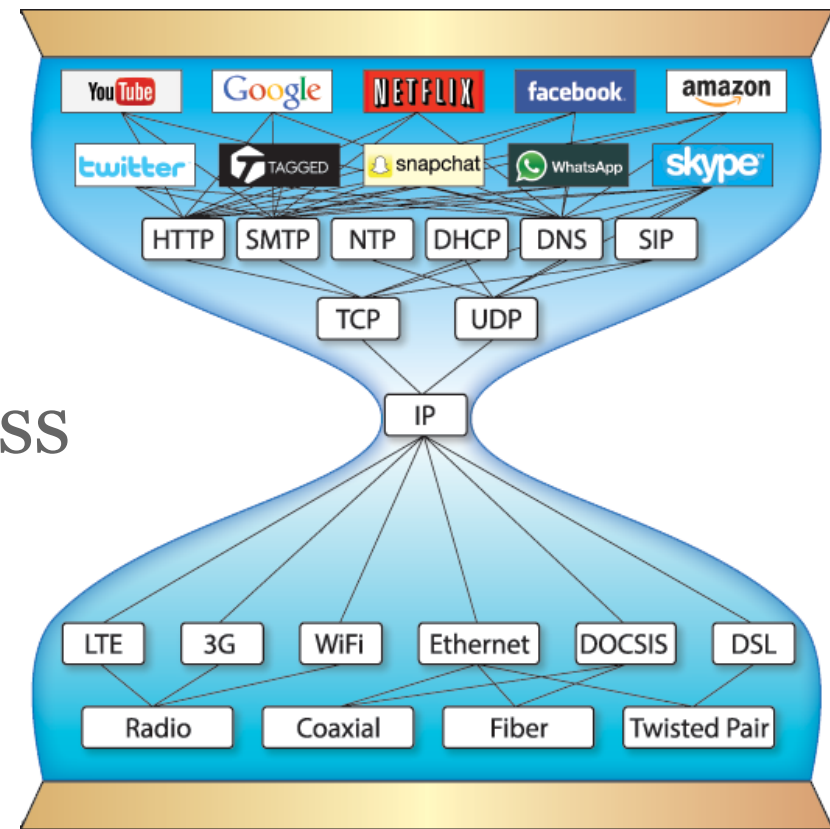 YouTube Google NETFLIX facebook amazon
twitter TAGGED snapchat WhatsApp skype
HTTP SMTP NTP DHCP DNS SIP
TCP UDP
IP
ss
LTE 3G WiFi Ethernet DOCSIS DSL
Radio Coaxial Fiber Twisted Pair